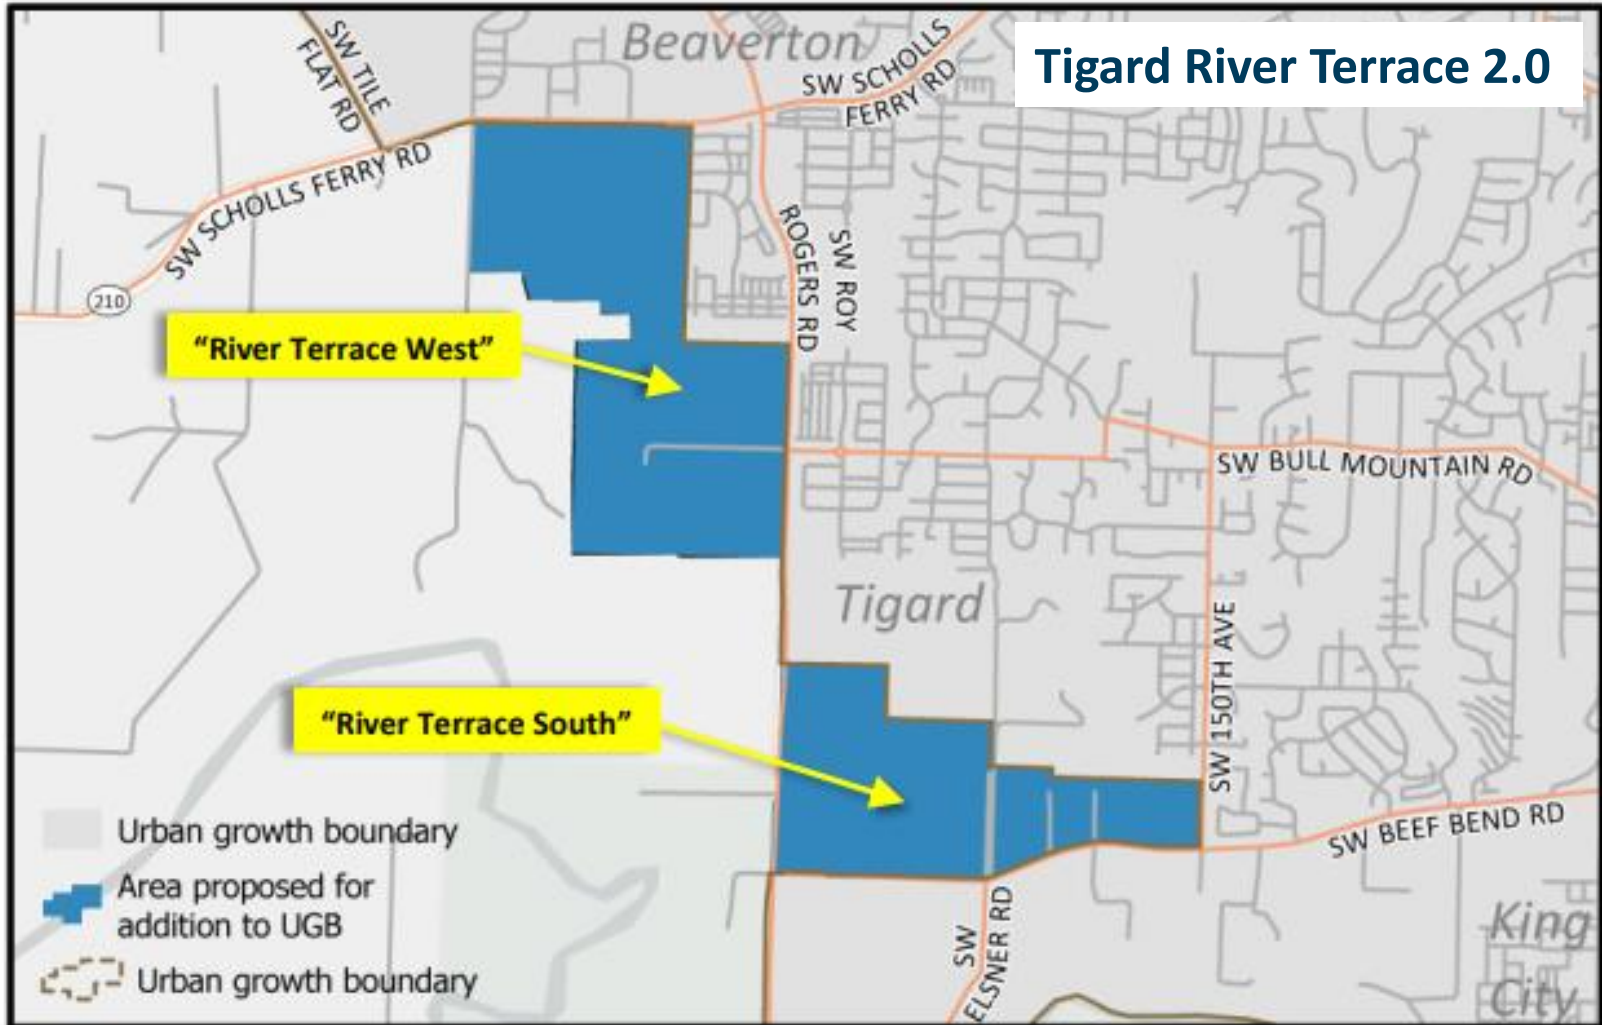 Tigard River Terrace 2.0
Beaverton
SW TILE
FLAT RD
SW SCHOLLS
FERRY RD
SW SCHOLLS FERRY RD
210
SW ROY
ROGERS RD
“River Terrace West”
SW BULL MOUNTAIN RD
Tigard
SW 150TH AVE
“River Terrace South”
SW BEEF BEND RD
Urban growth boundary
Area proposed for
addition to UGB
Urban growth boundary
SW
ELSNER RD
King
City